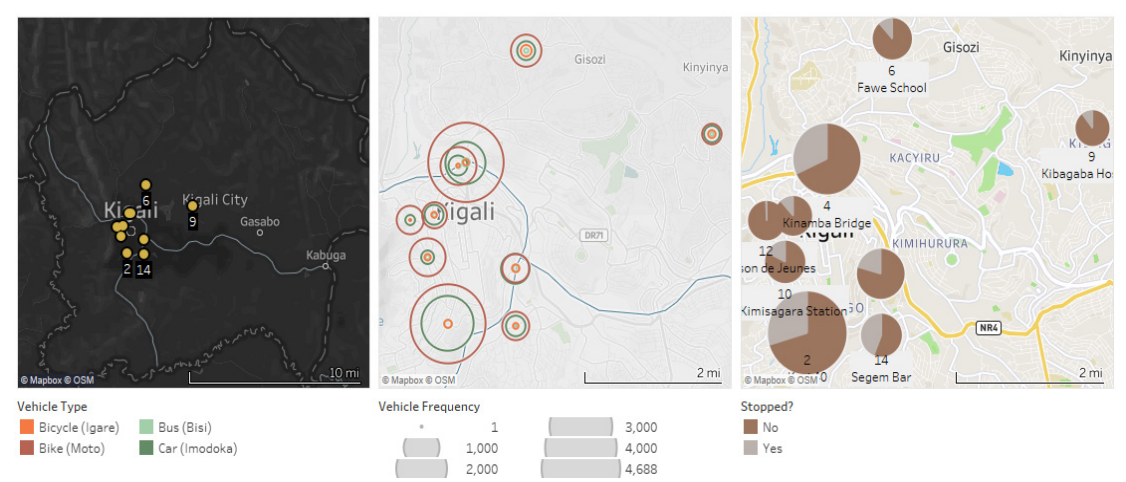 Kigali
Kigali City
6
9
Gasabo
2
14
Kabuga
© Mapbox © OSM
10 mi
Gisozi
Kinyinya
Kigali
DR71
© Mapbox © OSM
2 mi
Gisozi
Kinyinya
6
Fawe School
KACYIRU
9
Kibagaba Ho
4
Kinamba Bridge
12
son de Jeunes
KIMIHURURA
10
Kimisagara Station
2
NR4
14
Segem Bar
© Mapbox © OSM
2 mi
Vehicle Type
Bicycle (Igare)
Bus (Bisi)
Bike (Moto)
Car (Imodoka)
Vehicle Frequency
1
3,000
1,000
4,000
2,000
4,688
Stopped?
No
Yes